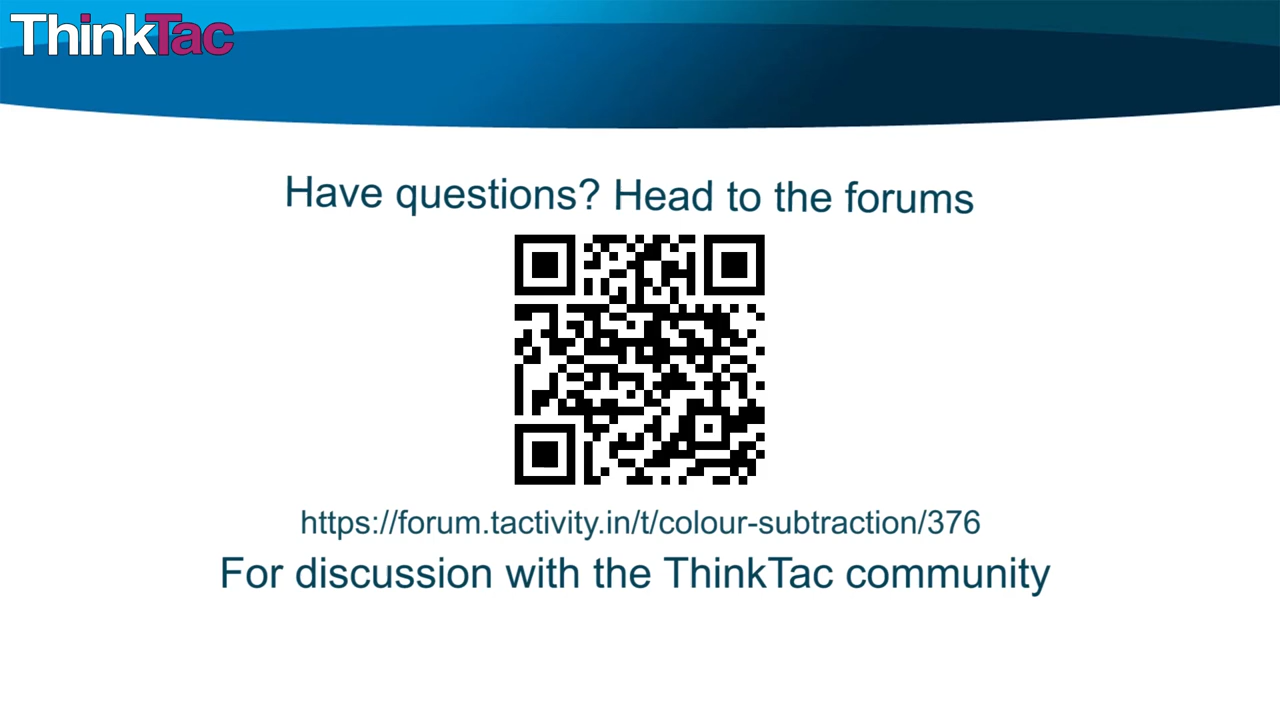 ThinkTac
Have questions? Head to the forums
https://forum.tactivity.in/t/colour-subtraction/376
For discussion with the ThinkTac community